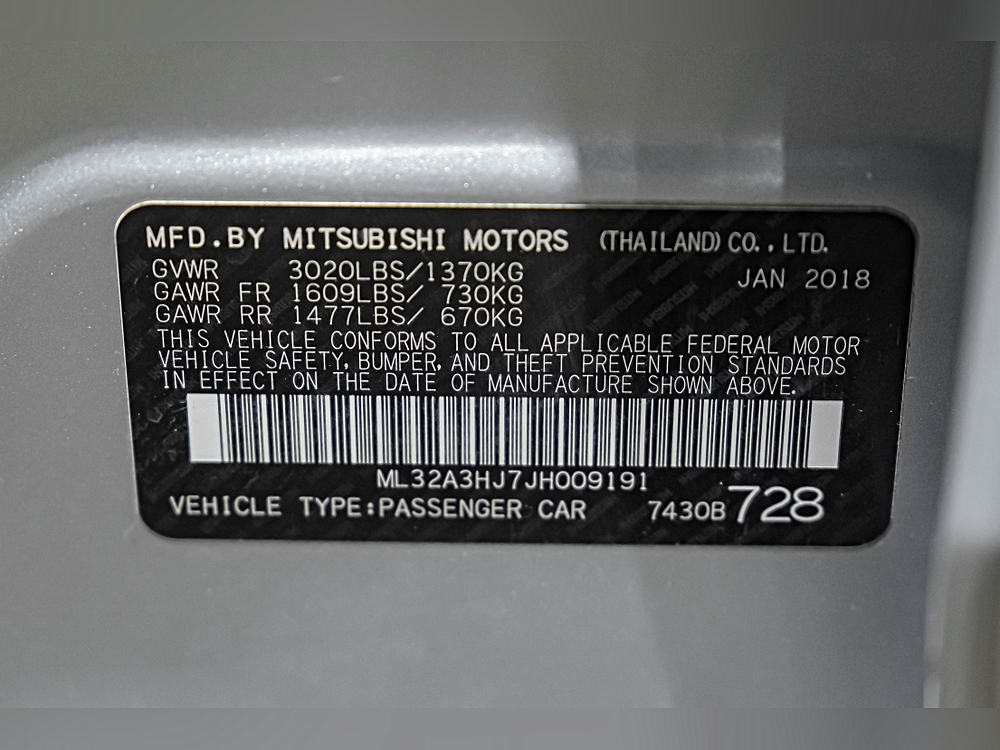 MFD.BY MITSUBISHI MOTORS (THAILAND) CO., LTD.
GVWR 3020LBS/1370KG JAN 2018
GAWR FR 1609LBS/ 730KG
GAWR RR 1477LBS/ 670KG
THIS VEHICLE CONFORMS TO ALL APPLICABLE FEDERAL MOTOR
VEHICLE SAFETY, BUMPER, AND THEFT PREVENTION STANDARDS
IN EFFECT ON THE DATE OF MANUFACTURE SHOWN ABOVE.
ML32A3HJ7JH009191
VEHICLE TYPE:PASSENGER CAR 7430B 728